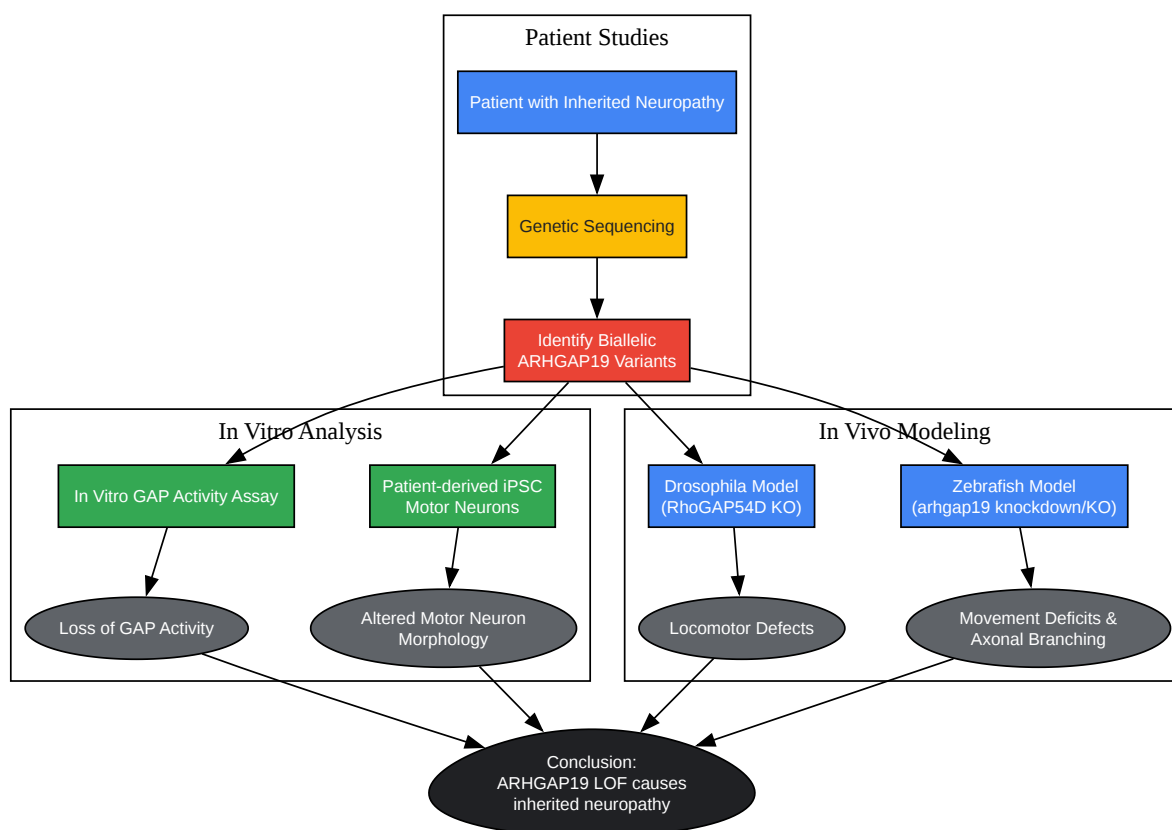 Patient Studies
Patient with Inherited Neuropathy
Genetic Sequencing
Identify Biallelic
ARHGAP19 Variants
In Vitro Analysis
In Vivo Modeling
In Vitro GAP Activity Assay
Patient-derived iPSC
Motor Neurons
Drosophila Model
(RhoGAP54D KO)
Zebrafish Model
(arhgap19 knockdown/KO)
Loss of GAP Activity
Altered Motor Neuron
Morphology
Locomotor Defects
Movement Deficits &
Axonal Branching
Conclusion:
ARHGAP19 LOF causes
inherited neuropathy